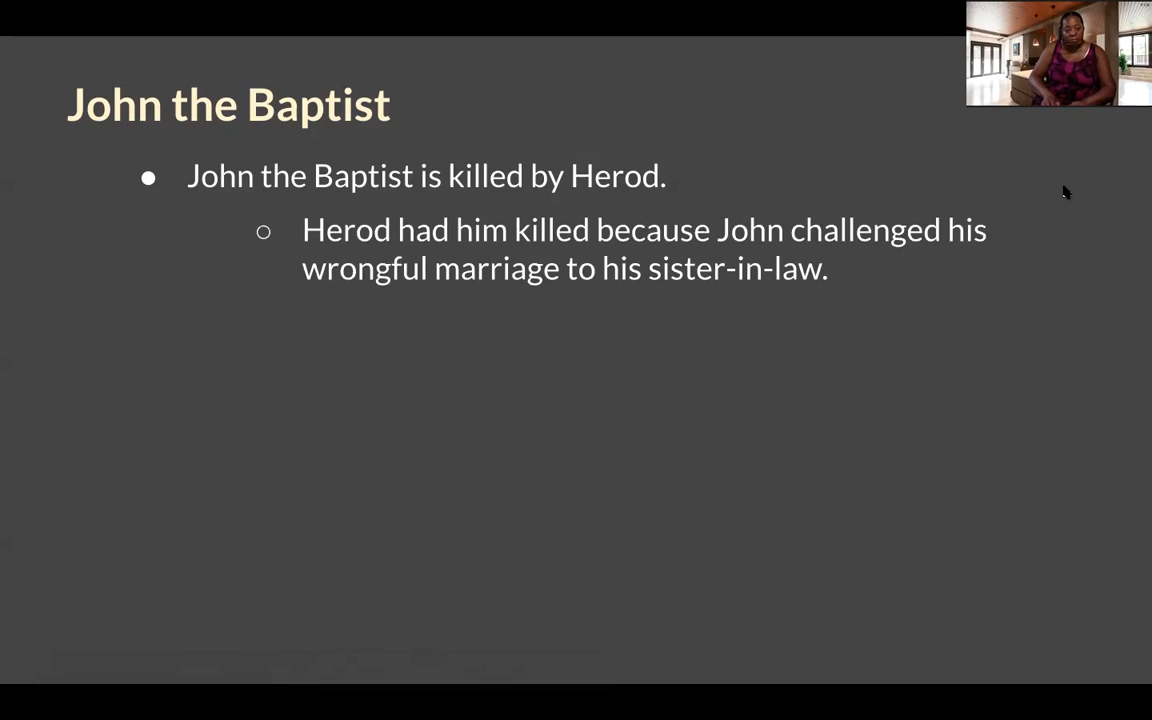 John the Baptist
● John the Baptist is killed by Herod.
○ Herod had him killed because John challenged his
wrongful marriage to his sister-in-law.